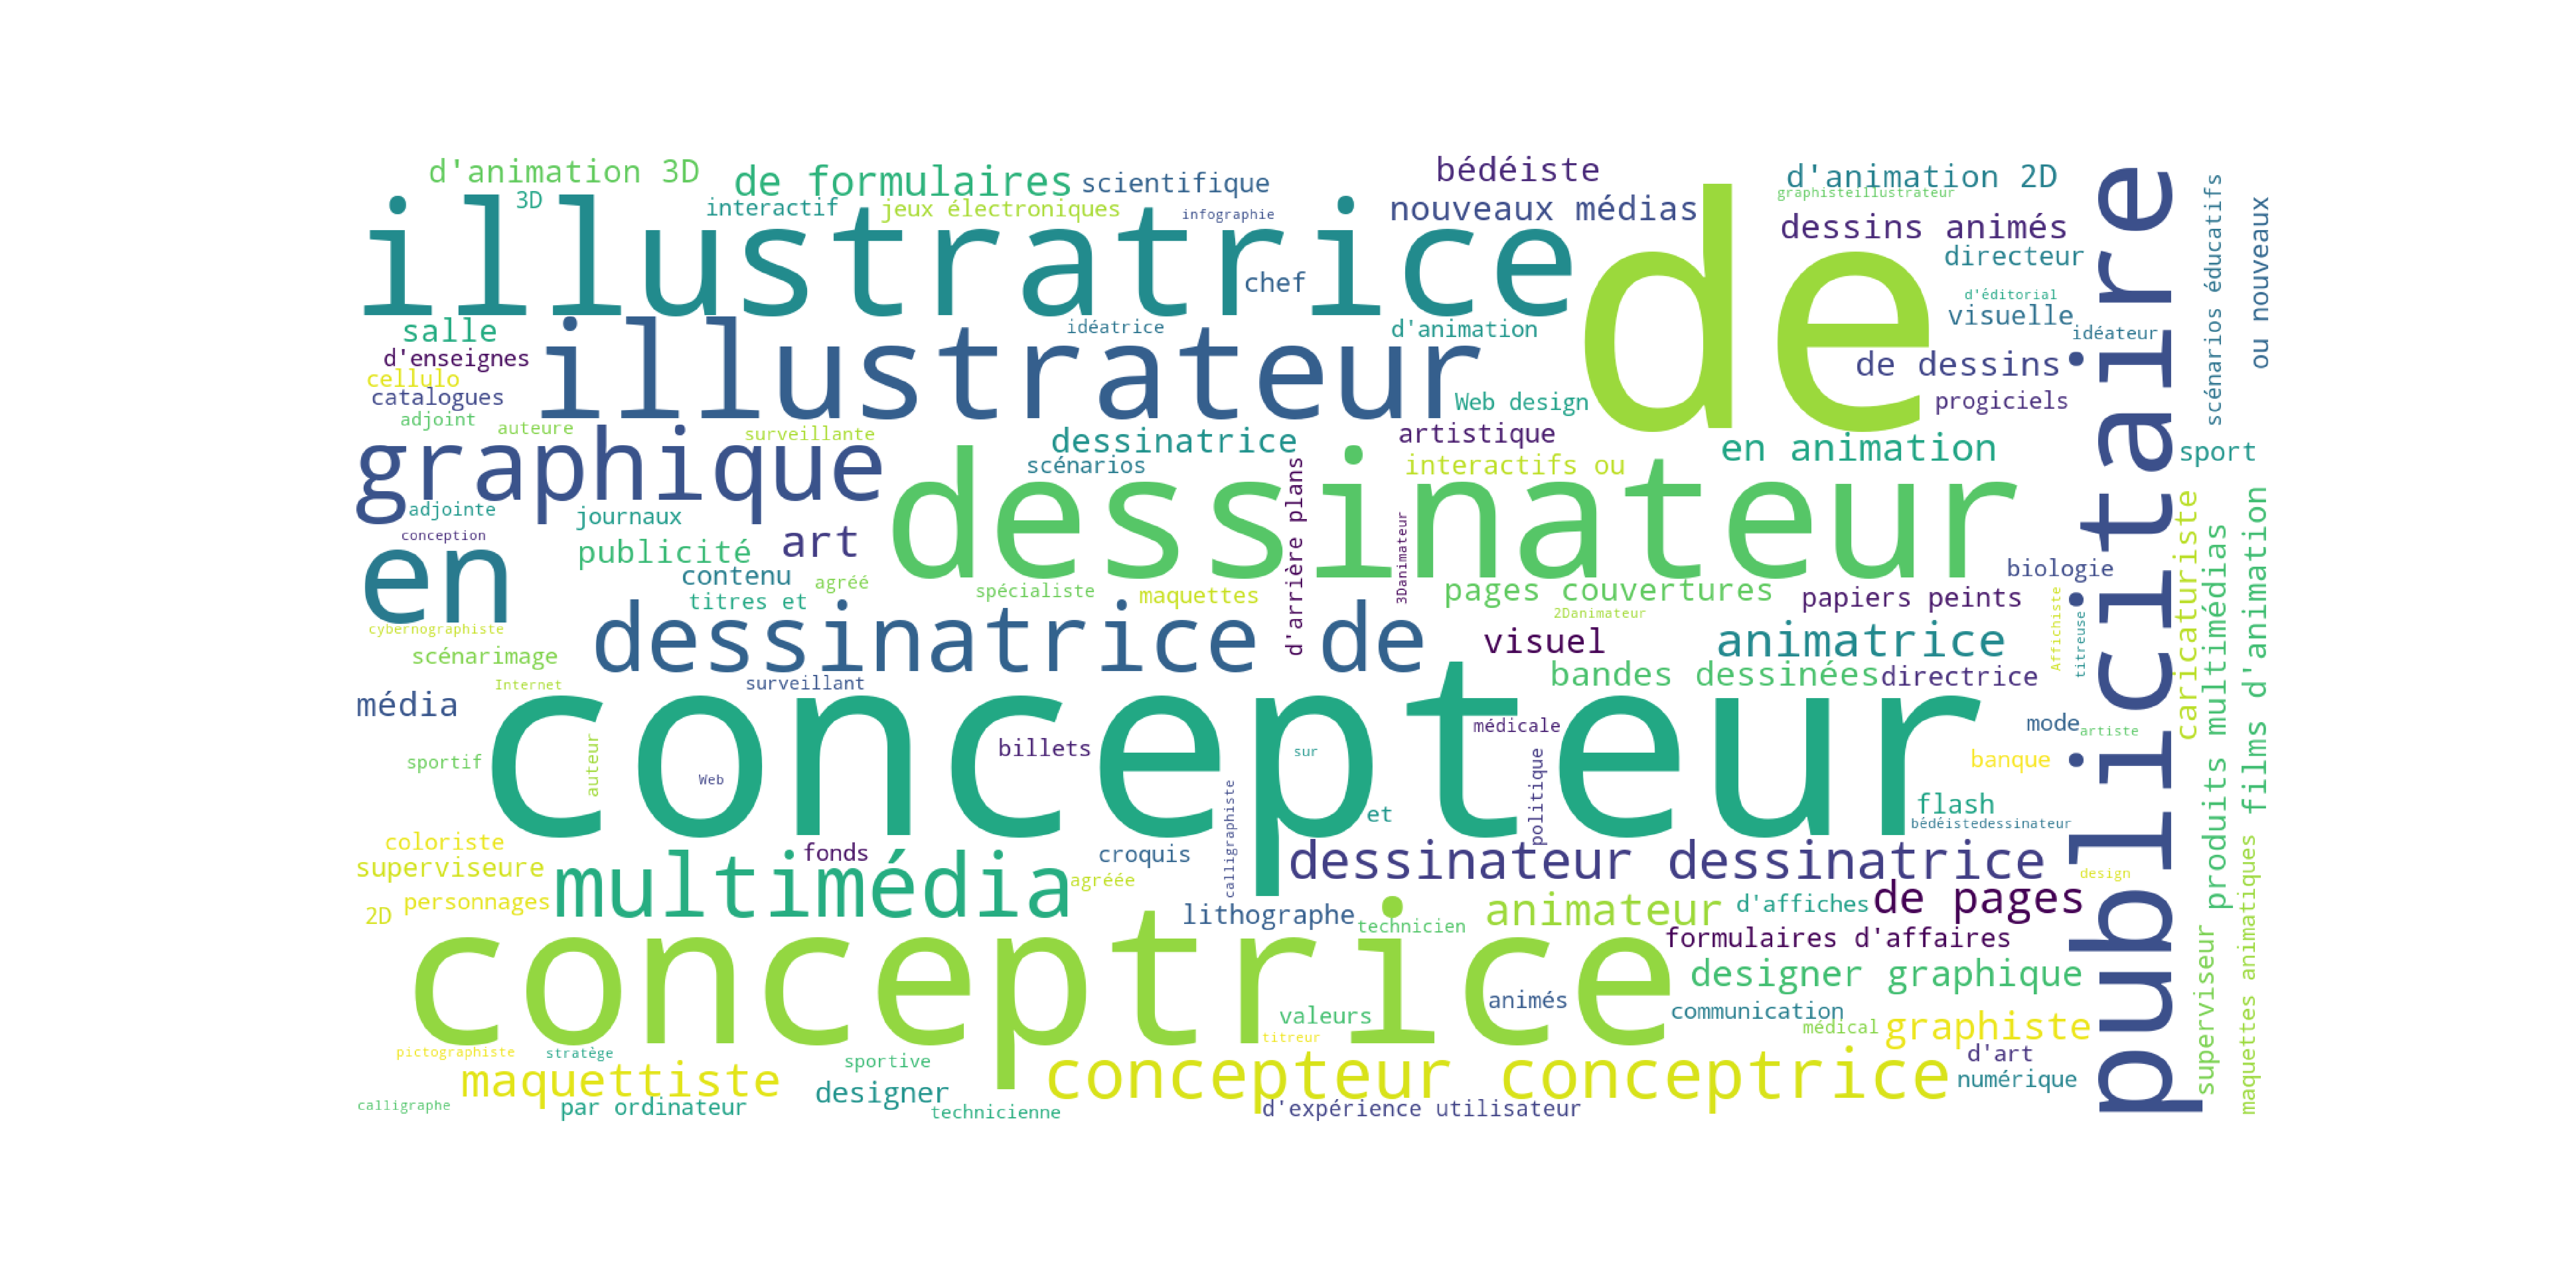 d'animation 3D
de formulaires
scientifique
bédéiste
d'animation 2D
graphisteillustrateur
3D
interactif
jeux électroniques
infographie
nouveaux médias
illustratrice
de
dessins animés
directeur
chef
publicitaire
scénarios éducatifs
ou nouveaux
d'éditorial
visuelle
idéateur
salle
idéatrice
d'animation
d'enseignes
illustrateur
de dessins
cellulo
catalogues
Web design
progiciels
adjoint
auteure
surveillante
dessinatrice
artistique
en animation
sport
graphique
scénarios
interactifs ou
dessinateur
adjointe
journaux
conception
publicité
art
d'arrière plans
3Danimateur
caricaturiste
produits multimédias
films d'animation
en
contenu
agréé
biologie
titres et
spécialiste
maquettes
pages couvertures
papiers peints
2Danimateur
Affichiste
titreuse
cybernographiste
dessinatrice de
visuel
animatrice
scénarimage
bandes dessinées
directrice
Internet
surveillant
média
concepteur
médicale
mode
artiste
billets
sur
sportif
auteur
Web
politique
banque
calligraphiste
et
flash
bédéistedessinateur
coloriste
fonds
croquis
dessinateur dessinatrice
superviseure
multimédia
agréée
design
personnages
2D
lithographe
technicien
animateur
d'affiches
de pages
superviseur
maquettes animatiques
formulaires d'affaires
conceptrice
designer graphique
animés
communication
valeurs
médical
graphiste
titreur
pictographiste
stratège
sportive
d'art
maquettiste
designer
concepteur conceptrice
numérique
calligraphe
par ordinateur
technicienne
d'expérience utilisateur